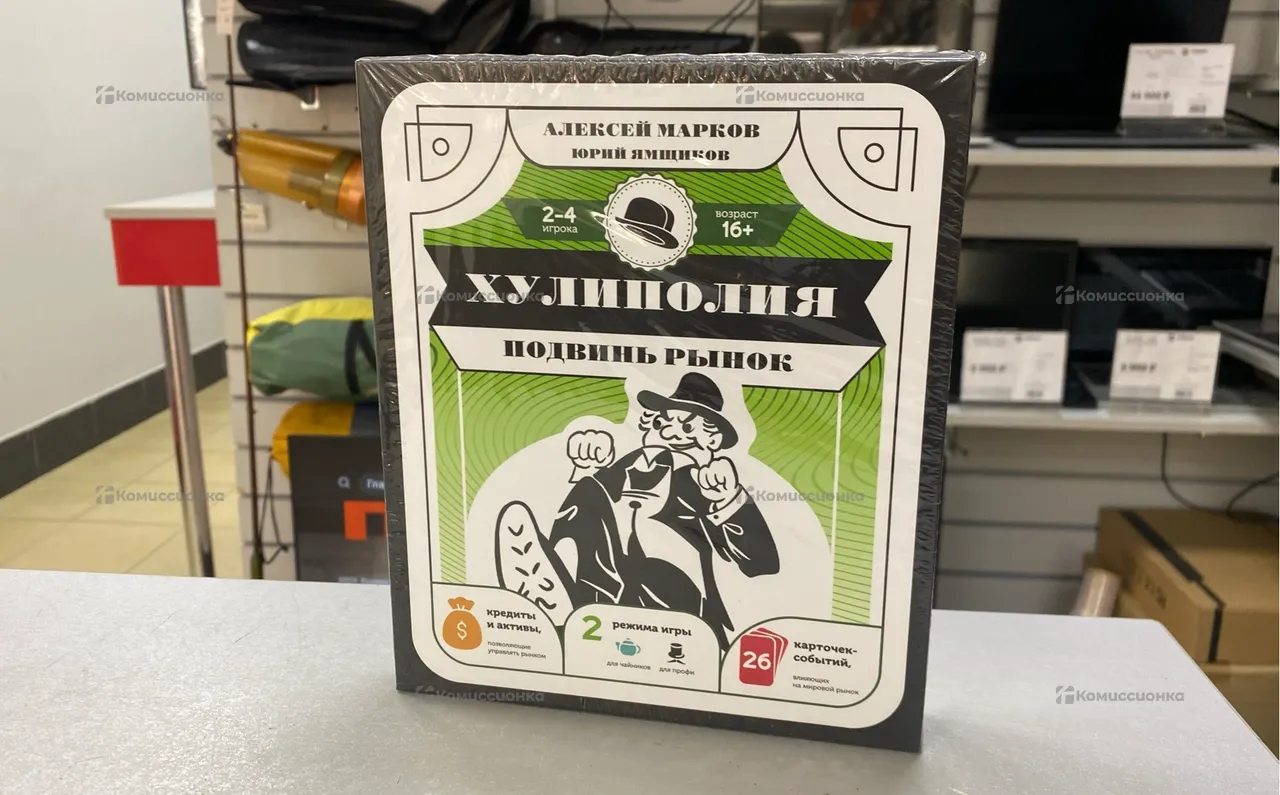 Комиссионка
Комиссионка
АЛЕКСЕЙ МАРКОВ
ЮРИЙ ЯМЩИКОВ
2-4
игрока
возраст
16+
ХУЛИПОЛИЯ
Комиссионка
Комиссионка
ПОДВИНЬ РЫНОК
Комиссионка
Комиссионка
кредиты
и активы,
позволяющие
управлять рынком
2 режима игры
для чайников
для профи
26
карточек-
событий,
влияющих
на мировой рынок
Комиссионка
Комиссионка